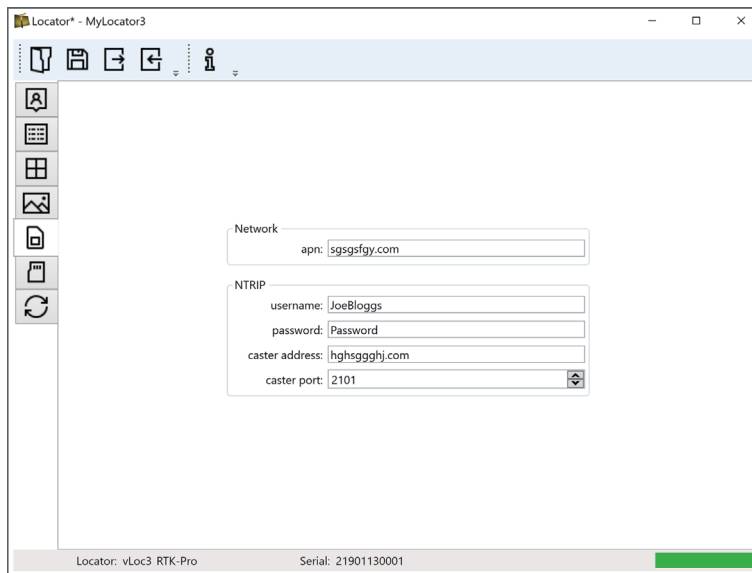 Locator* - MyLocator3
Network
apn: sgsgsfgy.com
NTRIP
username: JoeBloggs
password: Password
caster address: hghsggghj.com
caster port: 2101
Locator: vLoc3 RTK-Pro Serial: 21901130001